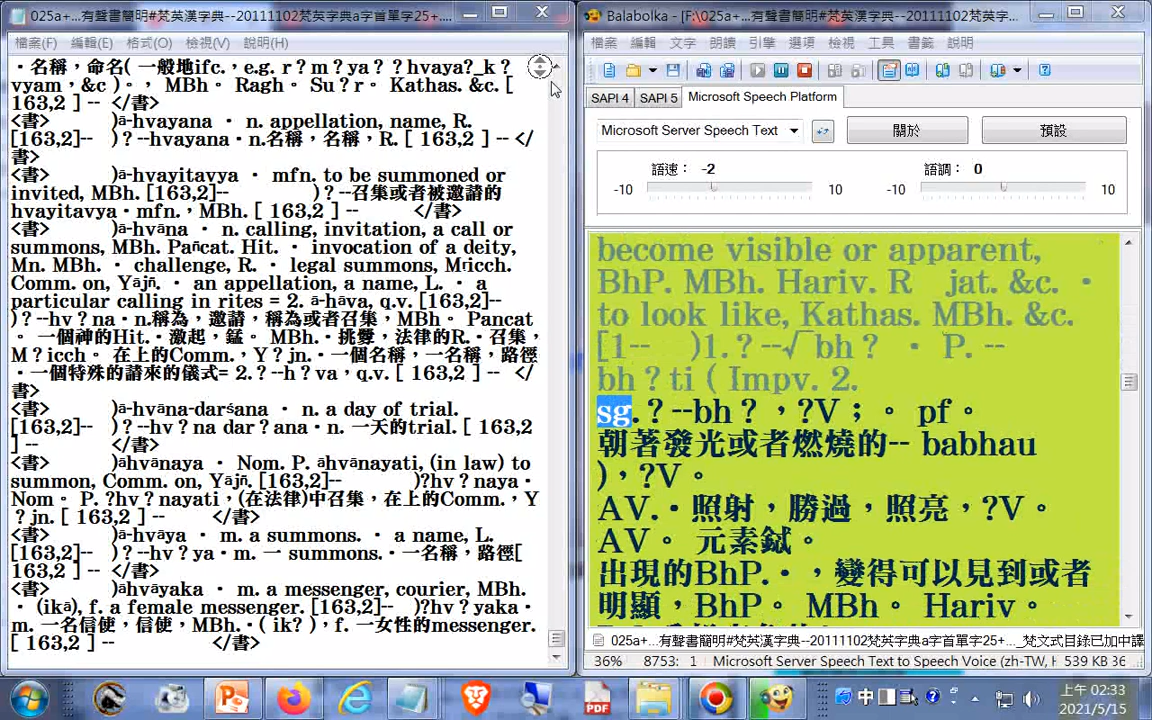 025a+...有聲書簡明#梵英漢字典--20111102梵英字典a字首單字25+...
檔案(F) 編輯(E) 格式(O) 檢視(V) 說明(H)
・名稱，命名( 一般地ifc.，e.g. r？m？ya？？hvaya?_k？
vyam，&c )。， MBh。 Ragh。 Su？r。 Kathas. &c. [
163,2 ] -- </書>
<書> )ā-hvayana ・ n. appellation, name, R.
[163,2]-- )？--hvayana・n.名稱，名稱，R. [ 163,2 ] -- </
書>
<書> )ā-hvayitavya ・ mfn. to be summoned or
invited, MBh. [163,2]-- )？--召集或者被邀請的
hvayitavya・mfn.，MBh. [ 163,2 ] -- </書>
<書> )ā-hvāna ・ n. calling, invitation, a call or
summons, MBh. Pañcat. Hit. ・ invocation of a deity,
Mn. MBh. ・ challenge, R. ・ legal summons, Mṛicch.
Comm. on, Yājñ. ・ an appellation, a name, L. ・ a
particular calling in rites = 2. ā-hāva, q.v. [163,2]--
)？--hv？na・n.稱為，邀請，稱為或者召集，MBh。 Pancat
。 一個神的Hit.・激起，錳。 MBh.・挑釁，法律的R.・召集，
M？icch。 在上的Comm.，Y？jn.・一個名稱，一名稱，路徑
・一個特殊的請來的儀式= 2.？--h？va，q.v. [ 163,2 ] -- </
書>
<書> )ā-hvāna-darśana ・ n. a day of trial.
[163,2]-- )？--hv？na dar？ana・n. 一天的trial. [ 163,2
] -- </書>
<書> )āhvānaya ・ Nom. P. āhvānayati, (in law) to
summon, Comm. on, Yājñ. [163,2]-- )?hv？naya・
Nom。 P. ?hv？nayati，(在法律)中召集，在上的Comm.，Y
？jn. [ 163,2 ] -- </書>
<書> )ā-hvāya ・ m. a summons. ・ a name, L.
[163,2]-- )？--hv？ya・m. 一 summons.・一名稱，路徑[
163,2 ] -- </書>
<書> )āhvāyaka ・ m. a messenger, courier, MBh.
・ (ikā), f. a female messenger. [163,2]-- )?hv？yaka・
m. 一名信使，信使，MBh.・( ik？)，f. 一女性的messenger.
[ 163,2 ] -- </書>
Balabolka - [F:\025a+...有聲書簡明#梵英漢字典--20111102梵英字...
檔案 編輯 文字 朗讀 引擎 選項 檢視 工具 書籤 說明
SAPI 4 SAPI 5 Microsoft Speech Platform
Microsoft Server Speech Text 關於 預設
語速： -2 語調： 0
-10 10 -10 10
become visible or apparent,
BhP. MBh. Hariv. R jat. &c. ・
to look like, Kathas. MBh. &c.
[1-- )1.？--√ bh？ ・ P. --
bh？ti ( Impv. 2.
sg.？--bh？，?V；。 pf。
朝著發光或者燃燒的-- babhau
)，?V。
AV.・照射，勝過，照亮，?V。
AV。 元素鉽。
出現的BhP.・，變得可以見到或者
明顯，BhP。 MBh。 Hariv。
025a+...有聲書簡明#梵英漢字典--20111102梵英字典a字首單字25+..._梵文式目錄已加中譯
36% 8753: 1 Microsoft Server Speech Text to Speech Voice (zh-TW, H 539 KB 36
中
上午 02:33
2021/5/15